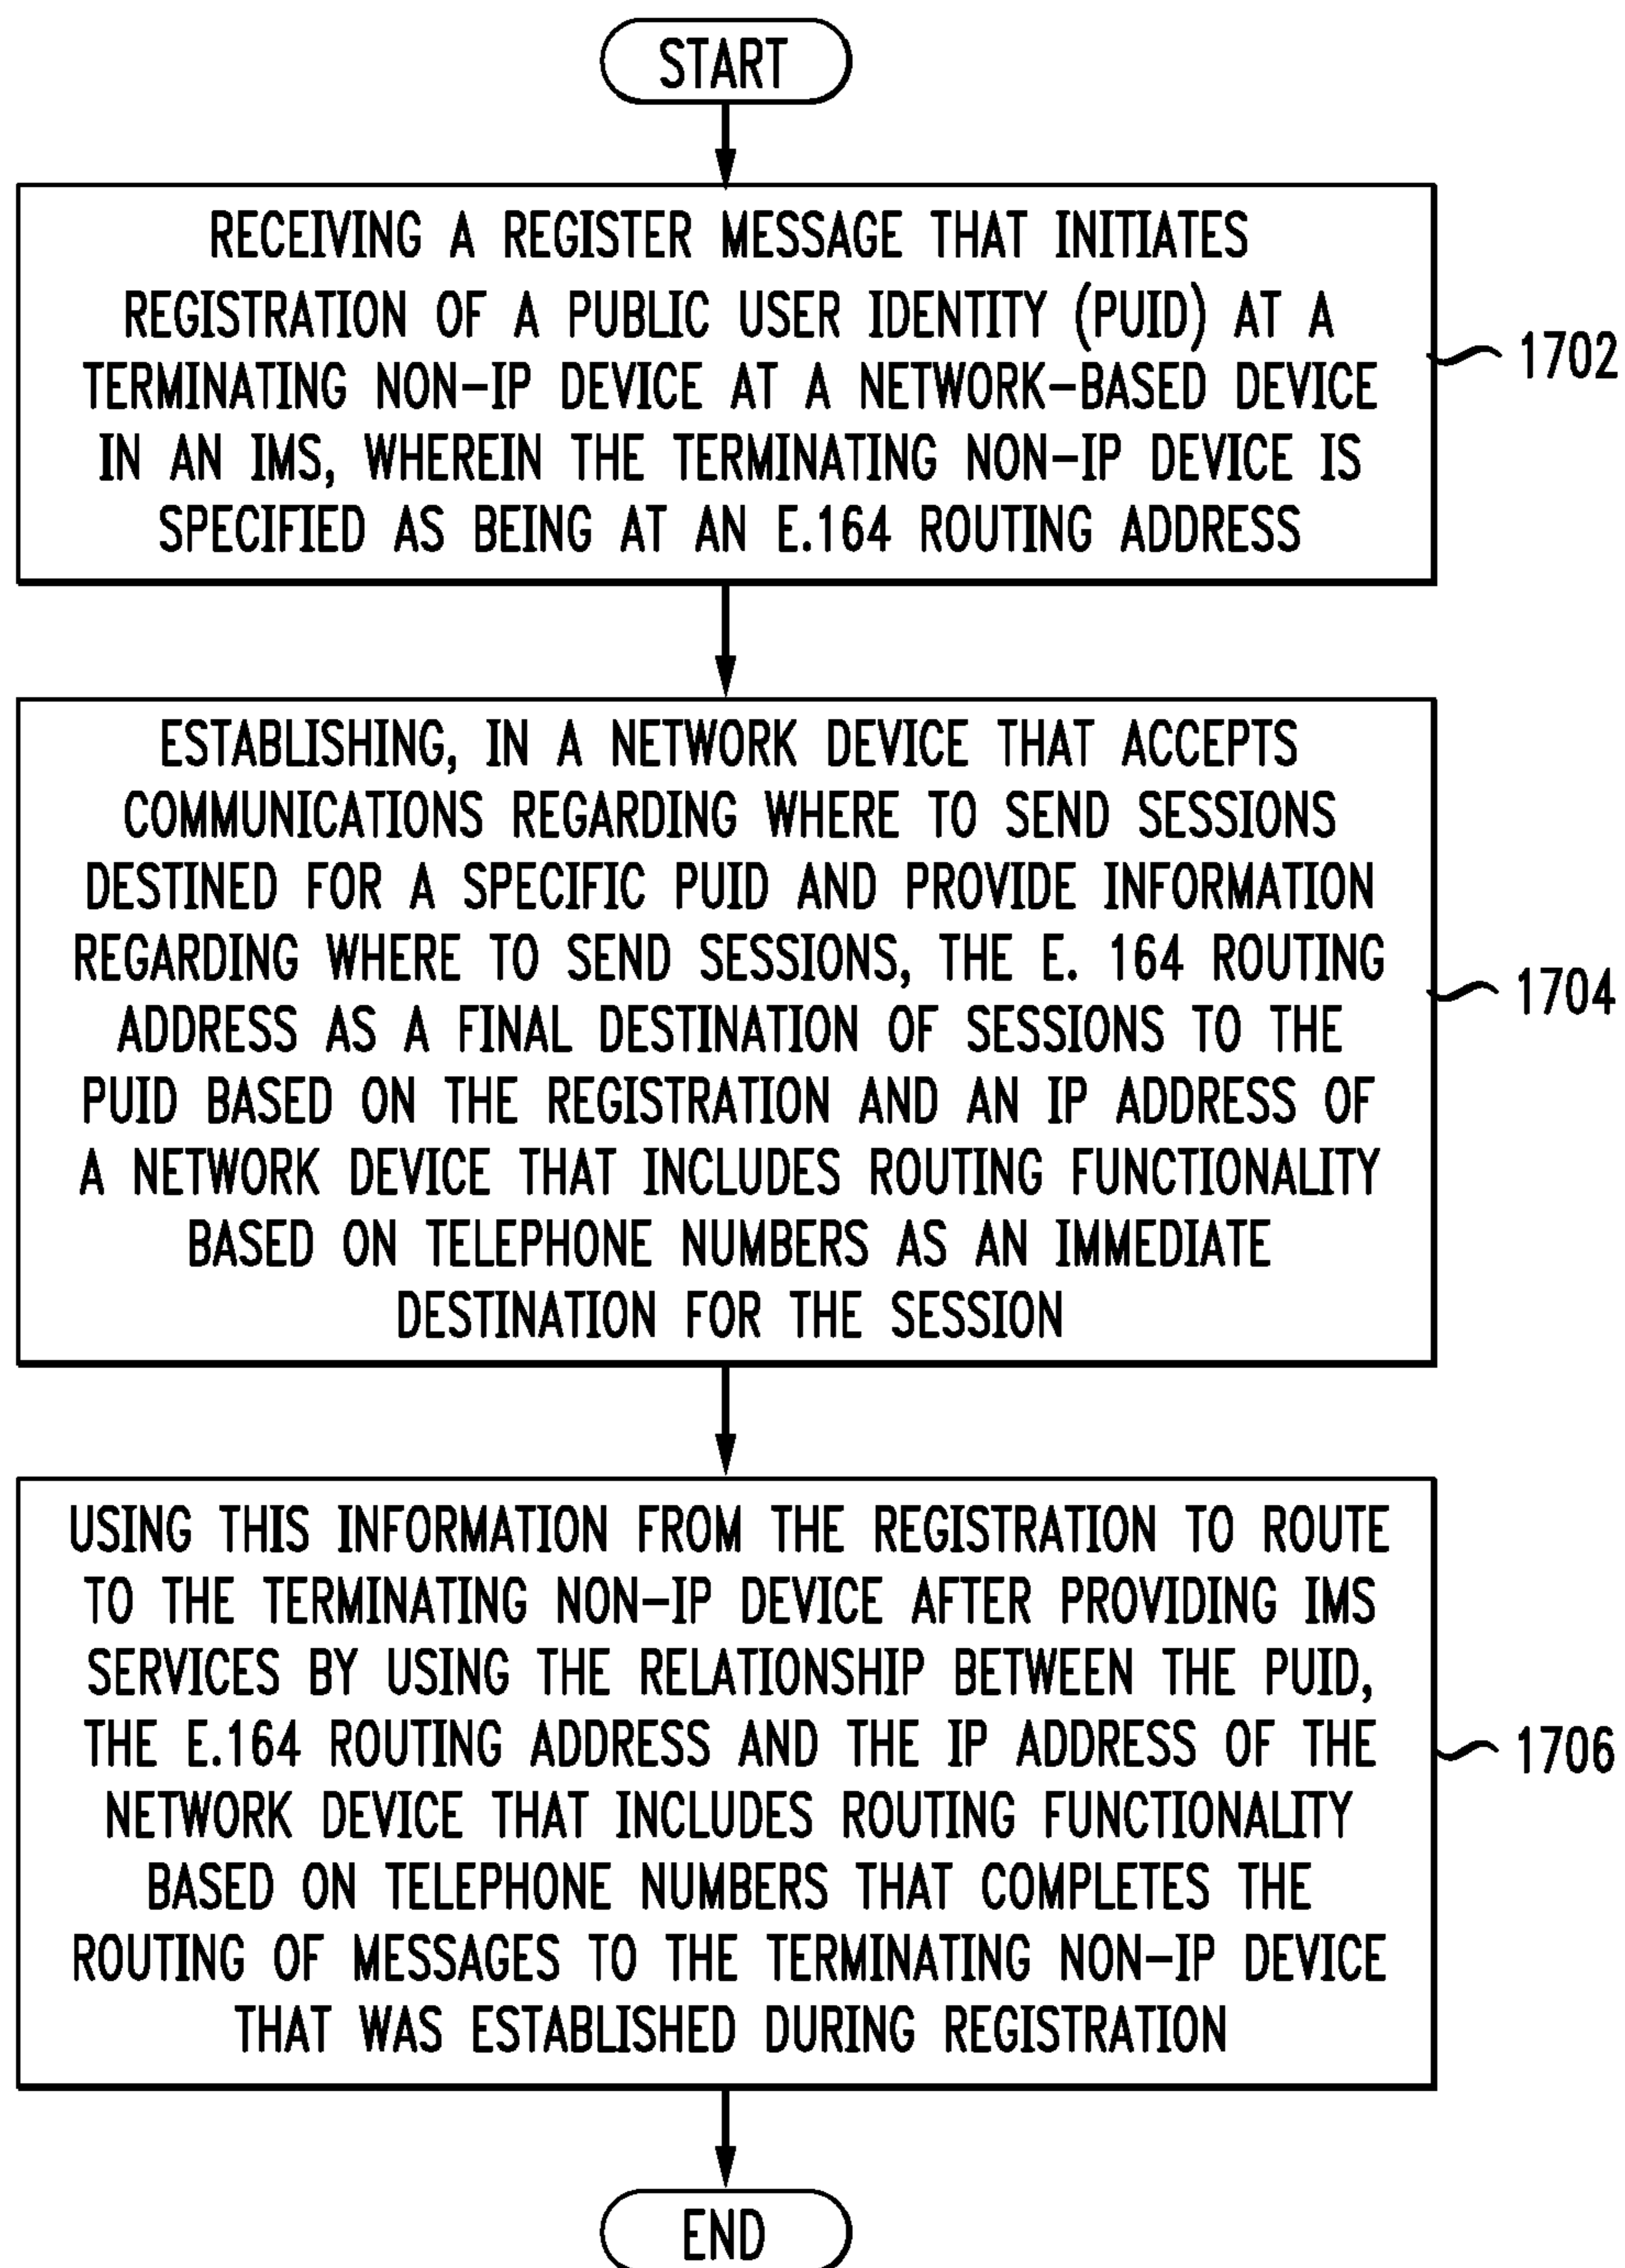 START
RECEIVING A REGISTER MESSAGE THAT INITIATES
REGISTRATION OF A PUBLIC USER IDENTITY (PUID) AT A
TERMINATING NON-IP DEVICE AT A NETWORK-BASED DEVICE
IN AN IMS, WHEREIN THE TERMINATING NON-IP DEVICE IS
SPECIFIED AS BEING AT AN E.164 ROUTING ADDRESS
1702
ESTABLISHING, IN A NETWORK DEVICE THAT ACCEPTS
COMMUNICATIONS REGARDING WHERE TO SEND SESSIONS
DESTINED FOR A SPECIFIC PUID AND PROVIDE INFORMATION
REGARDING WHERE TO SEND SESSIONS, THE E. 164 ROUTING
ADDRESS AS A FINAL DESTINATION OF SESSIONS TO THE
PUID BASED ON THE REGISTRATION AND AN IP ADDRESS OF
A NETWORK DEVICE THAT INCLUDES ROUTING FUNCTIONALITY
BASED ON TELEPHONE NUMBERS AS AN IMMEDIATE
DESTINATION FOR THE SESSION
1704
USING THIS INFORMATION FROM THE REGISTRATION TO ROUTE
TO THE TERMINATING NON-IP DEVICE AFTER PROVIDING IMS
SERVICES BY USING THE RELATIONSHIP BETWEEN THE PUID,
THE E.164 ROUTING ADDRESS AND THE IP ADDRESS OF THE
NETWORK DEVICE THAT INCLUDES ROUTING FUNCTIONALITY
BASED ON TELEPHONE NUMBERS THAT COMPLETES THE
ROUTING OF MESSAGES TO THE TERMINATING NON-IP DEVICE
THAT WAS ESTABLISHED DURING REGISTRATION
1706
END